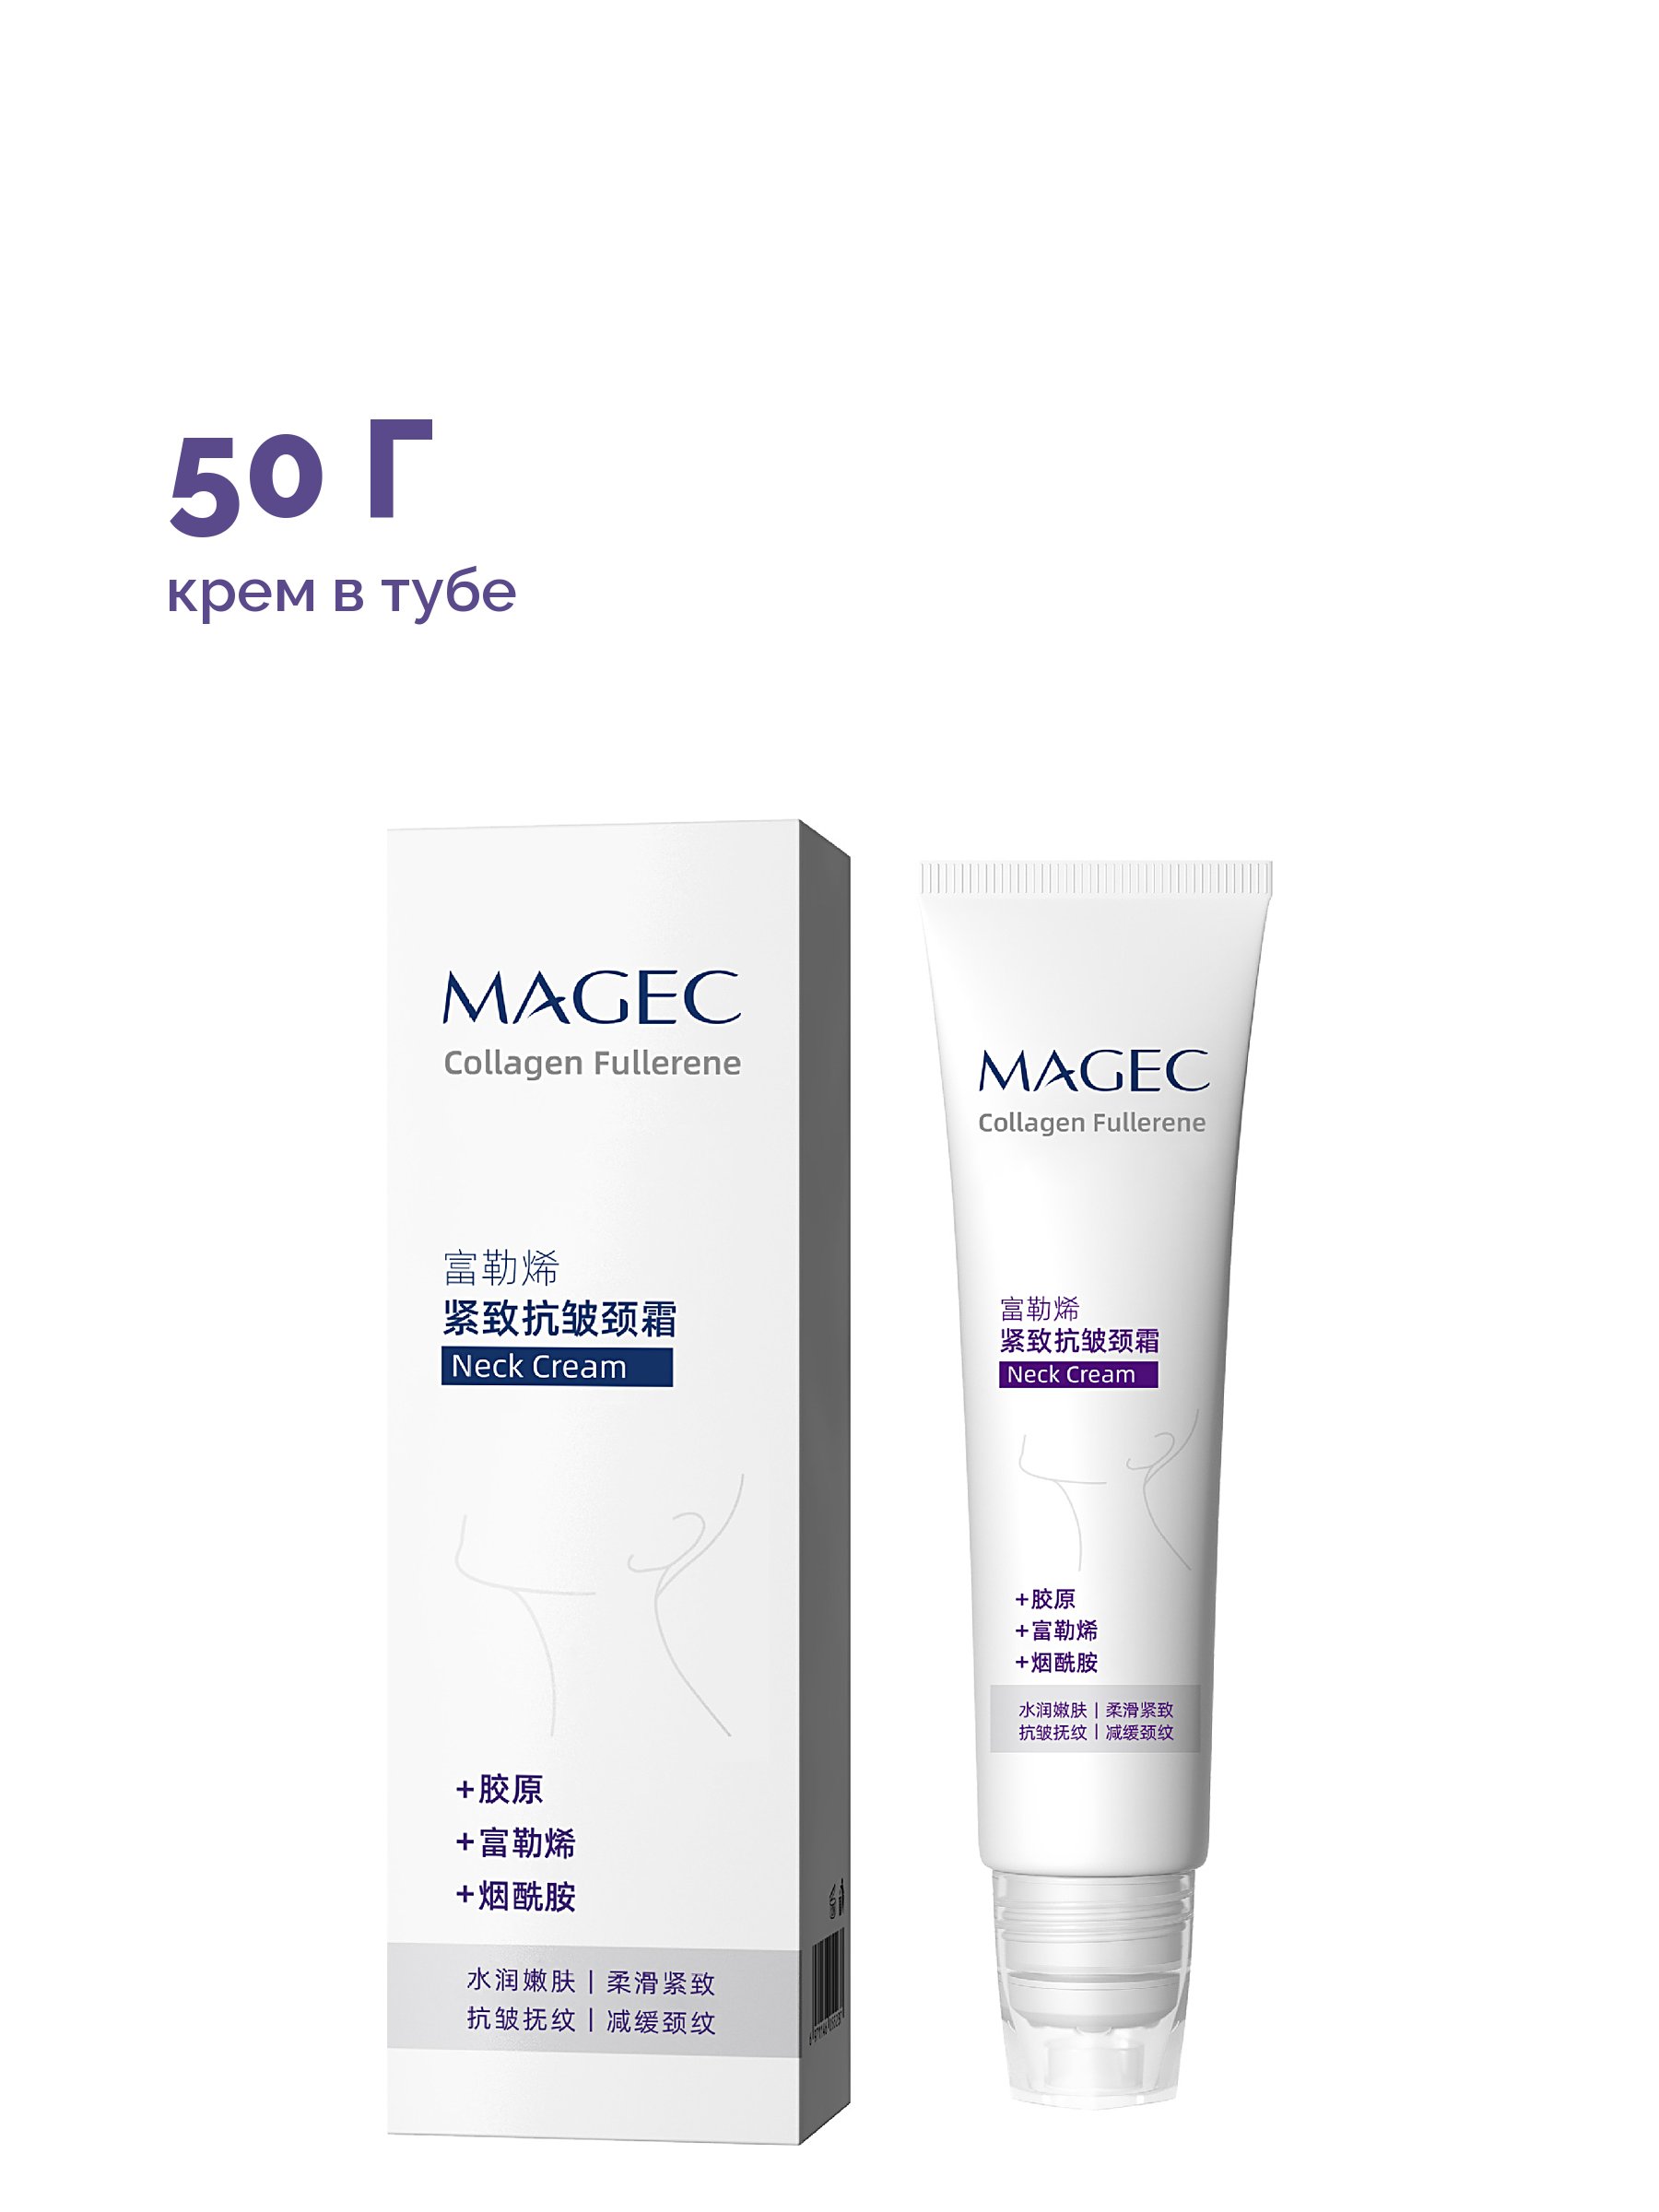 50 Г
крем в тубе
MAGEC
Collagen Fullerene
富勒烯
紧致抗皱颈霜
Neck Cream
+胶原
+富勒烯
+烟酰胺
水润嫩肤 | 柔滑紧致
抗皱抚纹 | 减缓颈纹
MAGEC
Collagen Fullerene
富勒烯
紧致抗皱颈霜
Neck Cream
+胶原
+富勒烯
+烟酰胺
水润嫩肤 | 柔滑紧致
抗皱抚纹 | 减缓颈纹